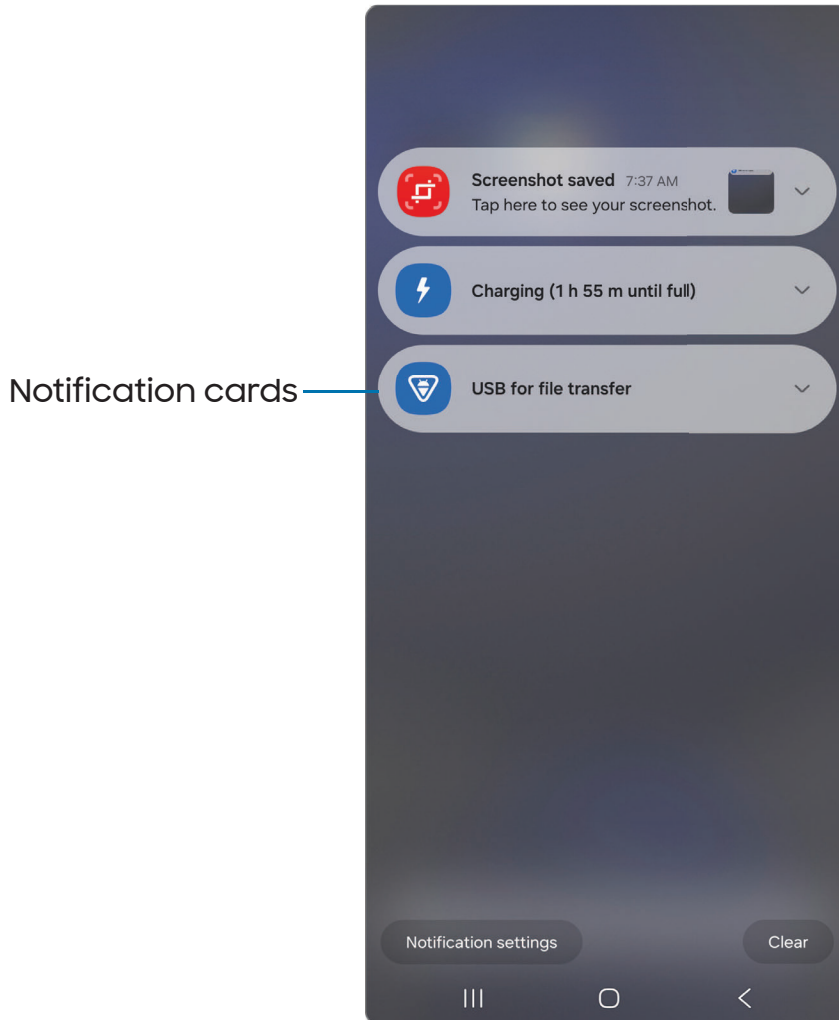 Screenshot saved 7:37 AM
Tap here to see your screenshot.
Charging (1 h 55 m until full)
Notification cards
USB for file transfer
Notification settings
Clear